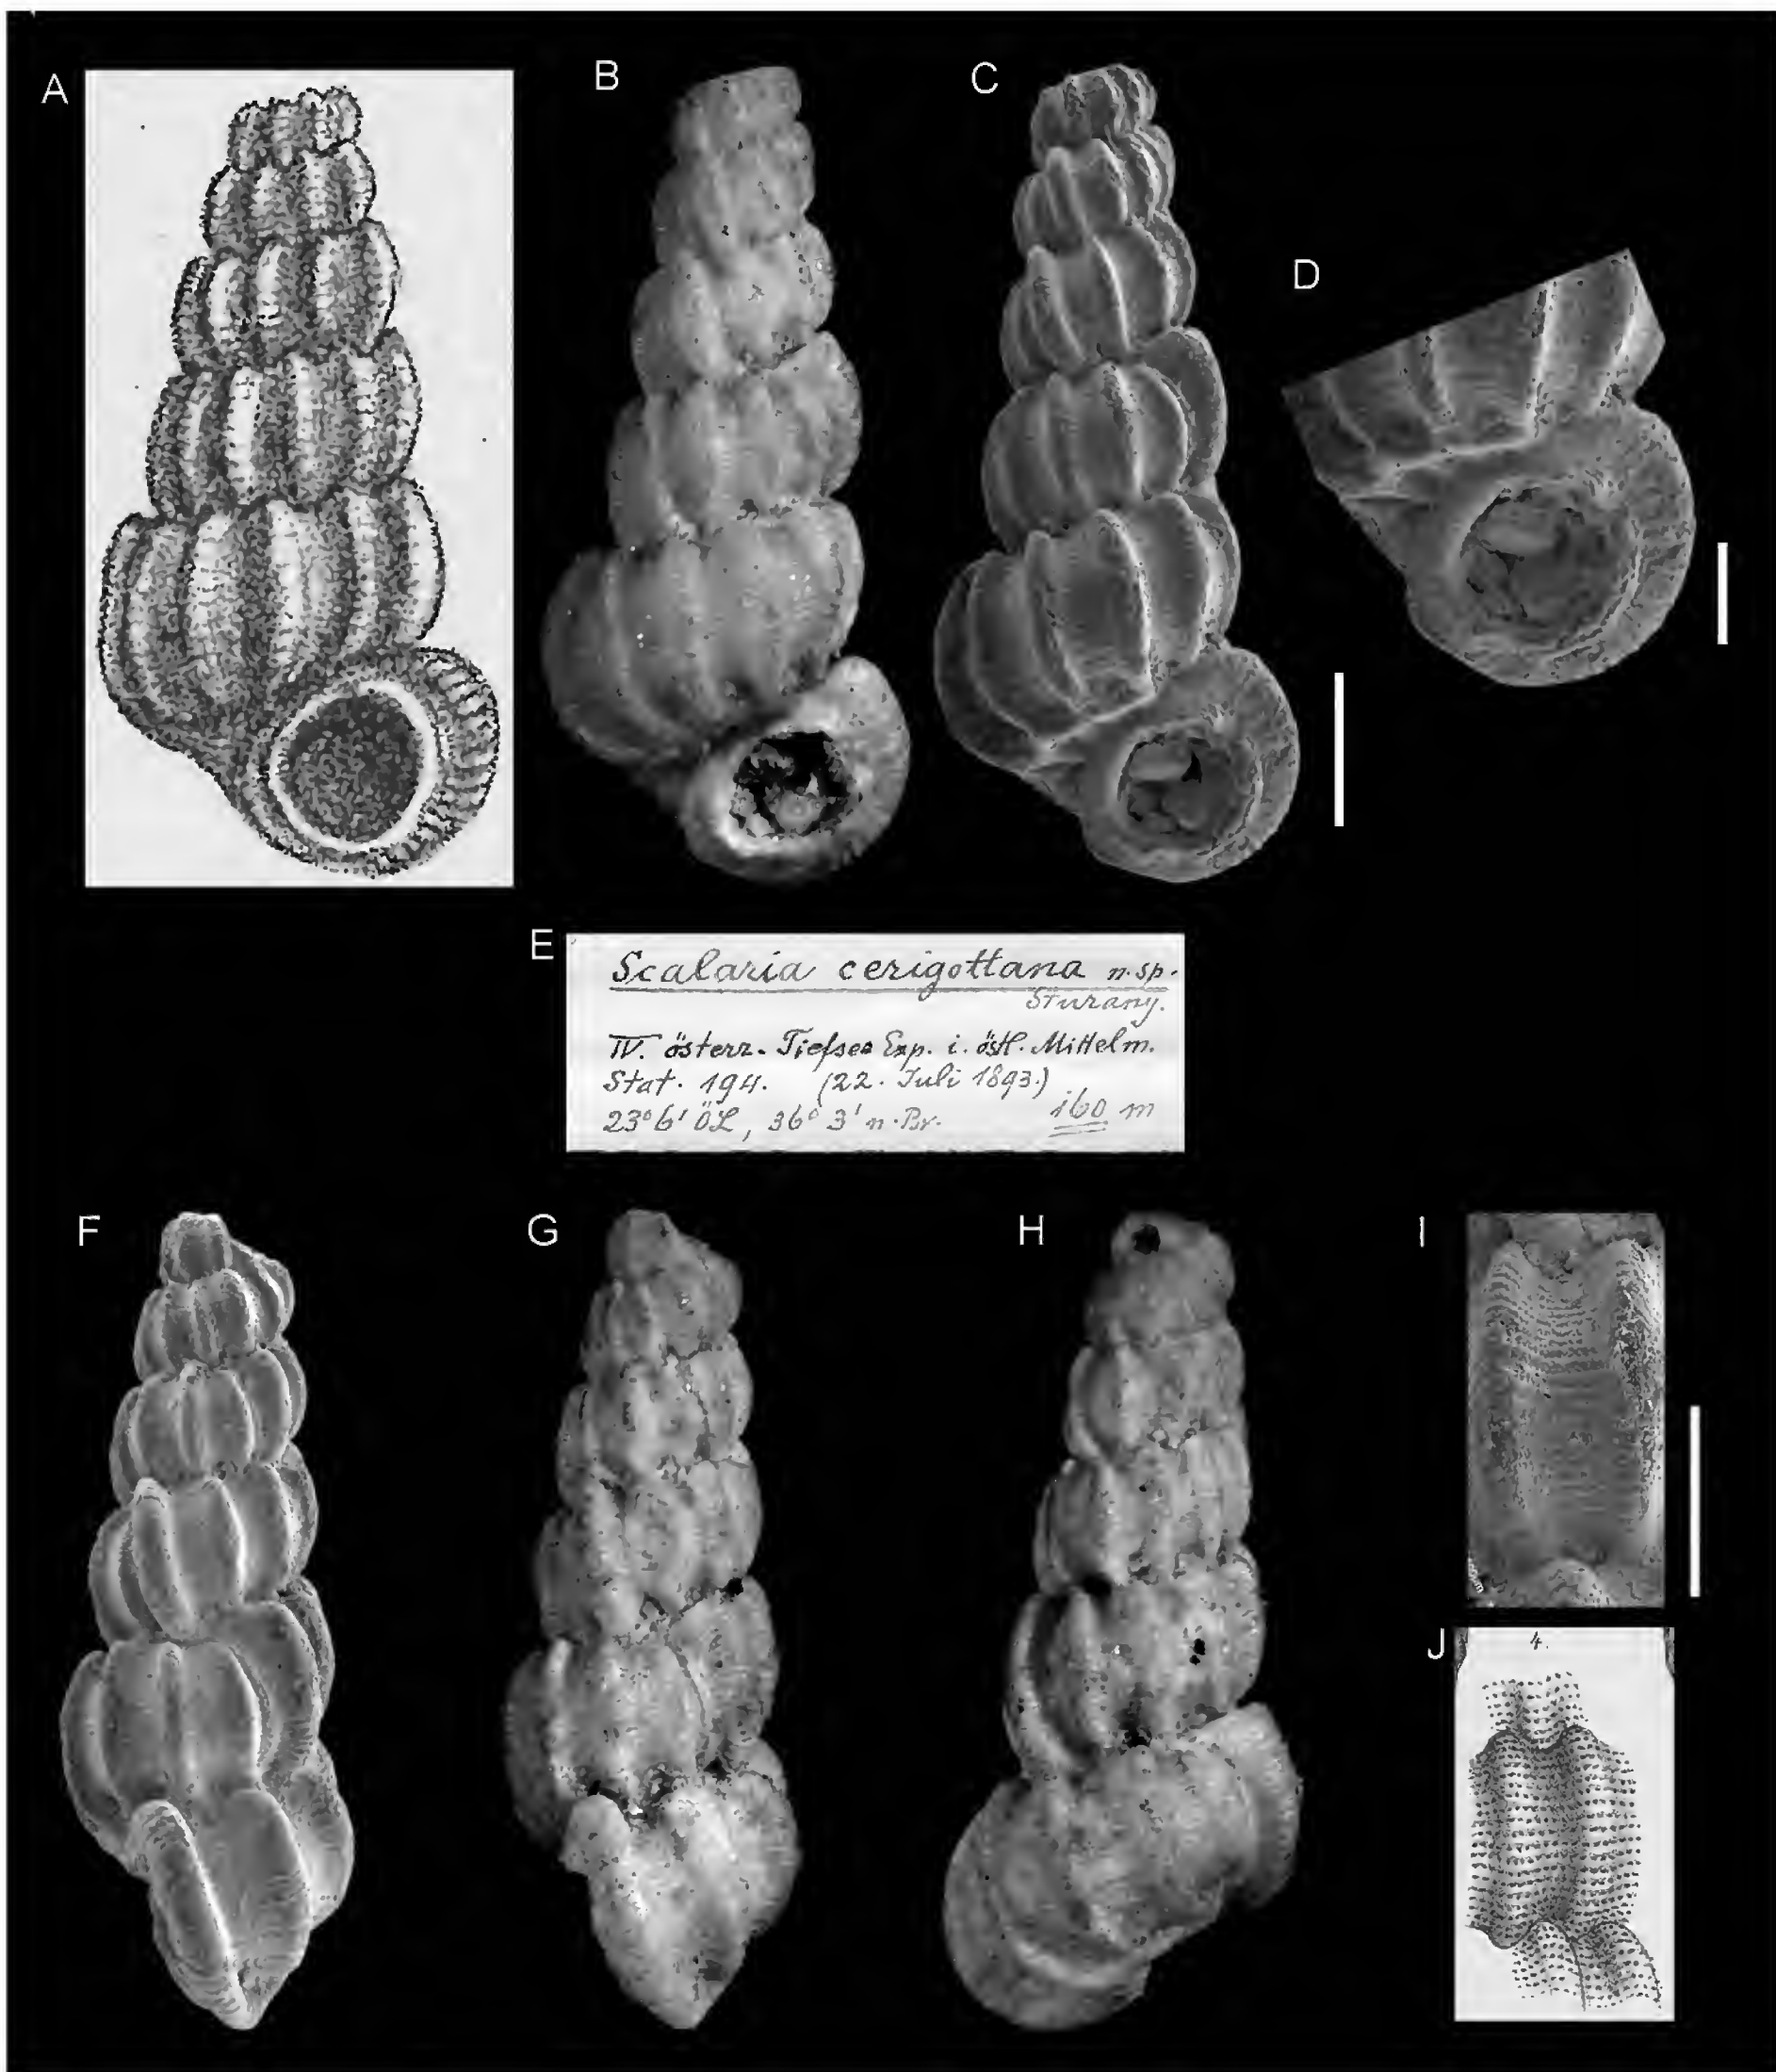 A
B
C
D
E
Scalaria cerigottana n. sp.
Sturany.
IV. österr. Tiefsee Exp. i. östl. Mittelm.
Stat. 194. (22. Juli 1893.)
23° 6' ÖL, 36° 3' n. Br. 160 m
F
G
H
I
J
4.